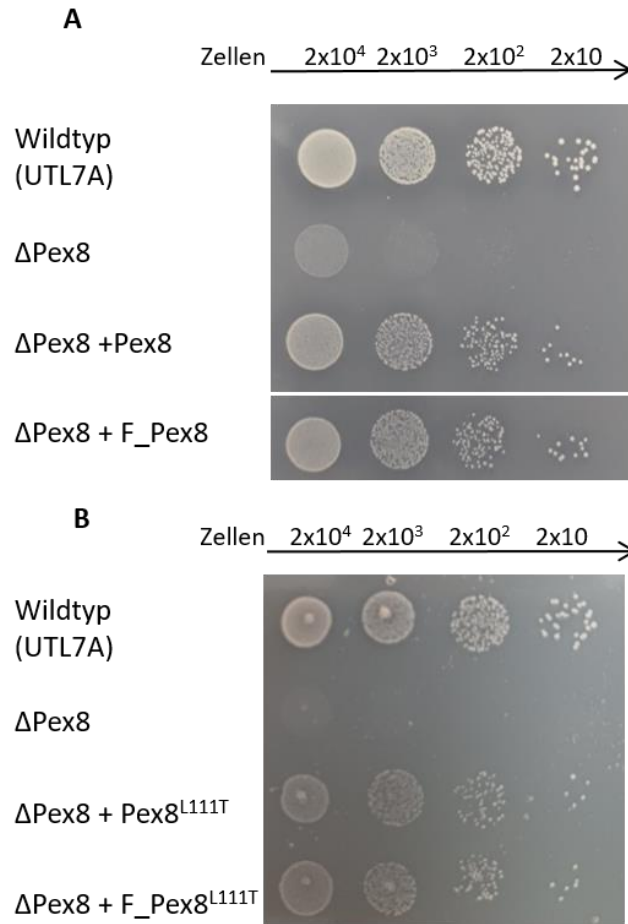 A
Zellen 2x10⁴ 2x10³ 2x10² 2x10
Wildtyp
(UTL7A)
ΔPex8
ΔPex8 +Pex8
ΔPex8 + F_Pex8
B
Zellen 2x10⁴ 2x10³ 2x10² 2x10
Wildtyp
(UTL7A)
ΔPex8
ΔPex8 + Pex8ᴸ¹¹¹ᵀ
ΔPex8 + F_Pex8ᴸ¹¹¹ᵀ